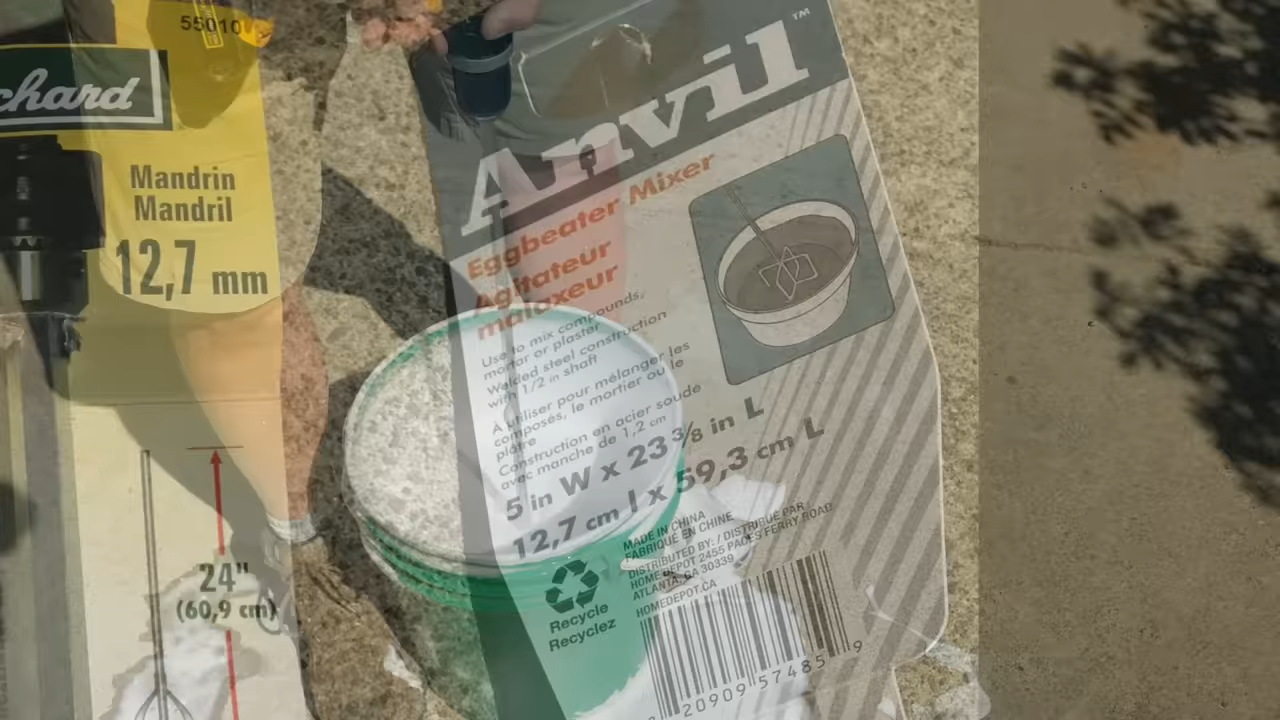 55010
chard
Mandrin
Mandril
12,7 mm
24"
(60,9 cm)
Anvil™
Eggbeater Mixer
Agitateur
malaxeur
Use to mix compounds,
mortar or plaster
Welded steel construction
with 1/2 in shaft
À utiliser pour mélanger les
composés, le mortier ou le
plâtre
Construction en acier soudé
avec manche de 1,2 cm
5 in W x 23 3/8 in L
12,7 cm l x 59,3 cm L
MADE IN CHINA
FABRIQUÉ EN CHINE
DISTRIBUTED BY: / DISTRIBUÉ PAR
HOME DEPOT 2455 PACES FERRY ROAD
ATLANTA, GA 30339
HOMEDEPOT.CA
Recycle
Recyclez
20909 57485 9